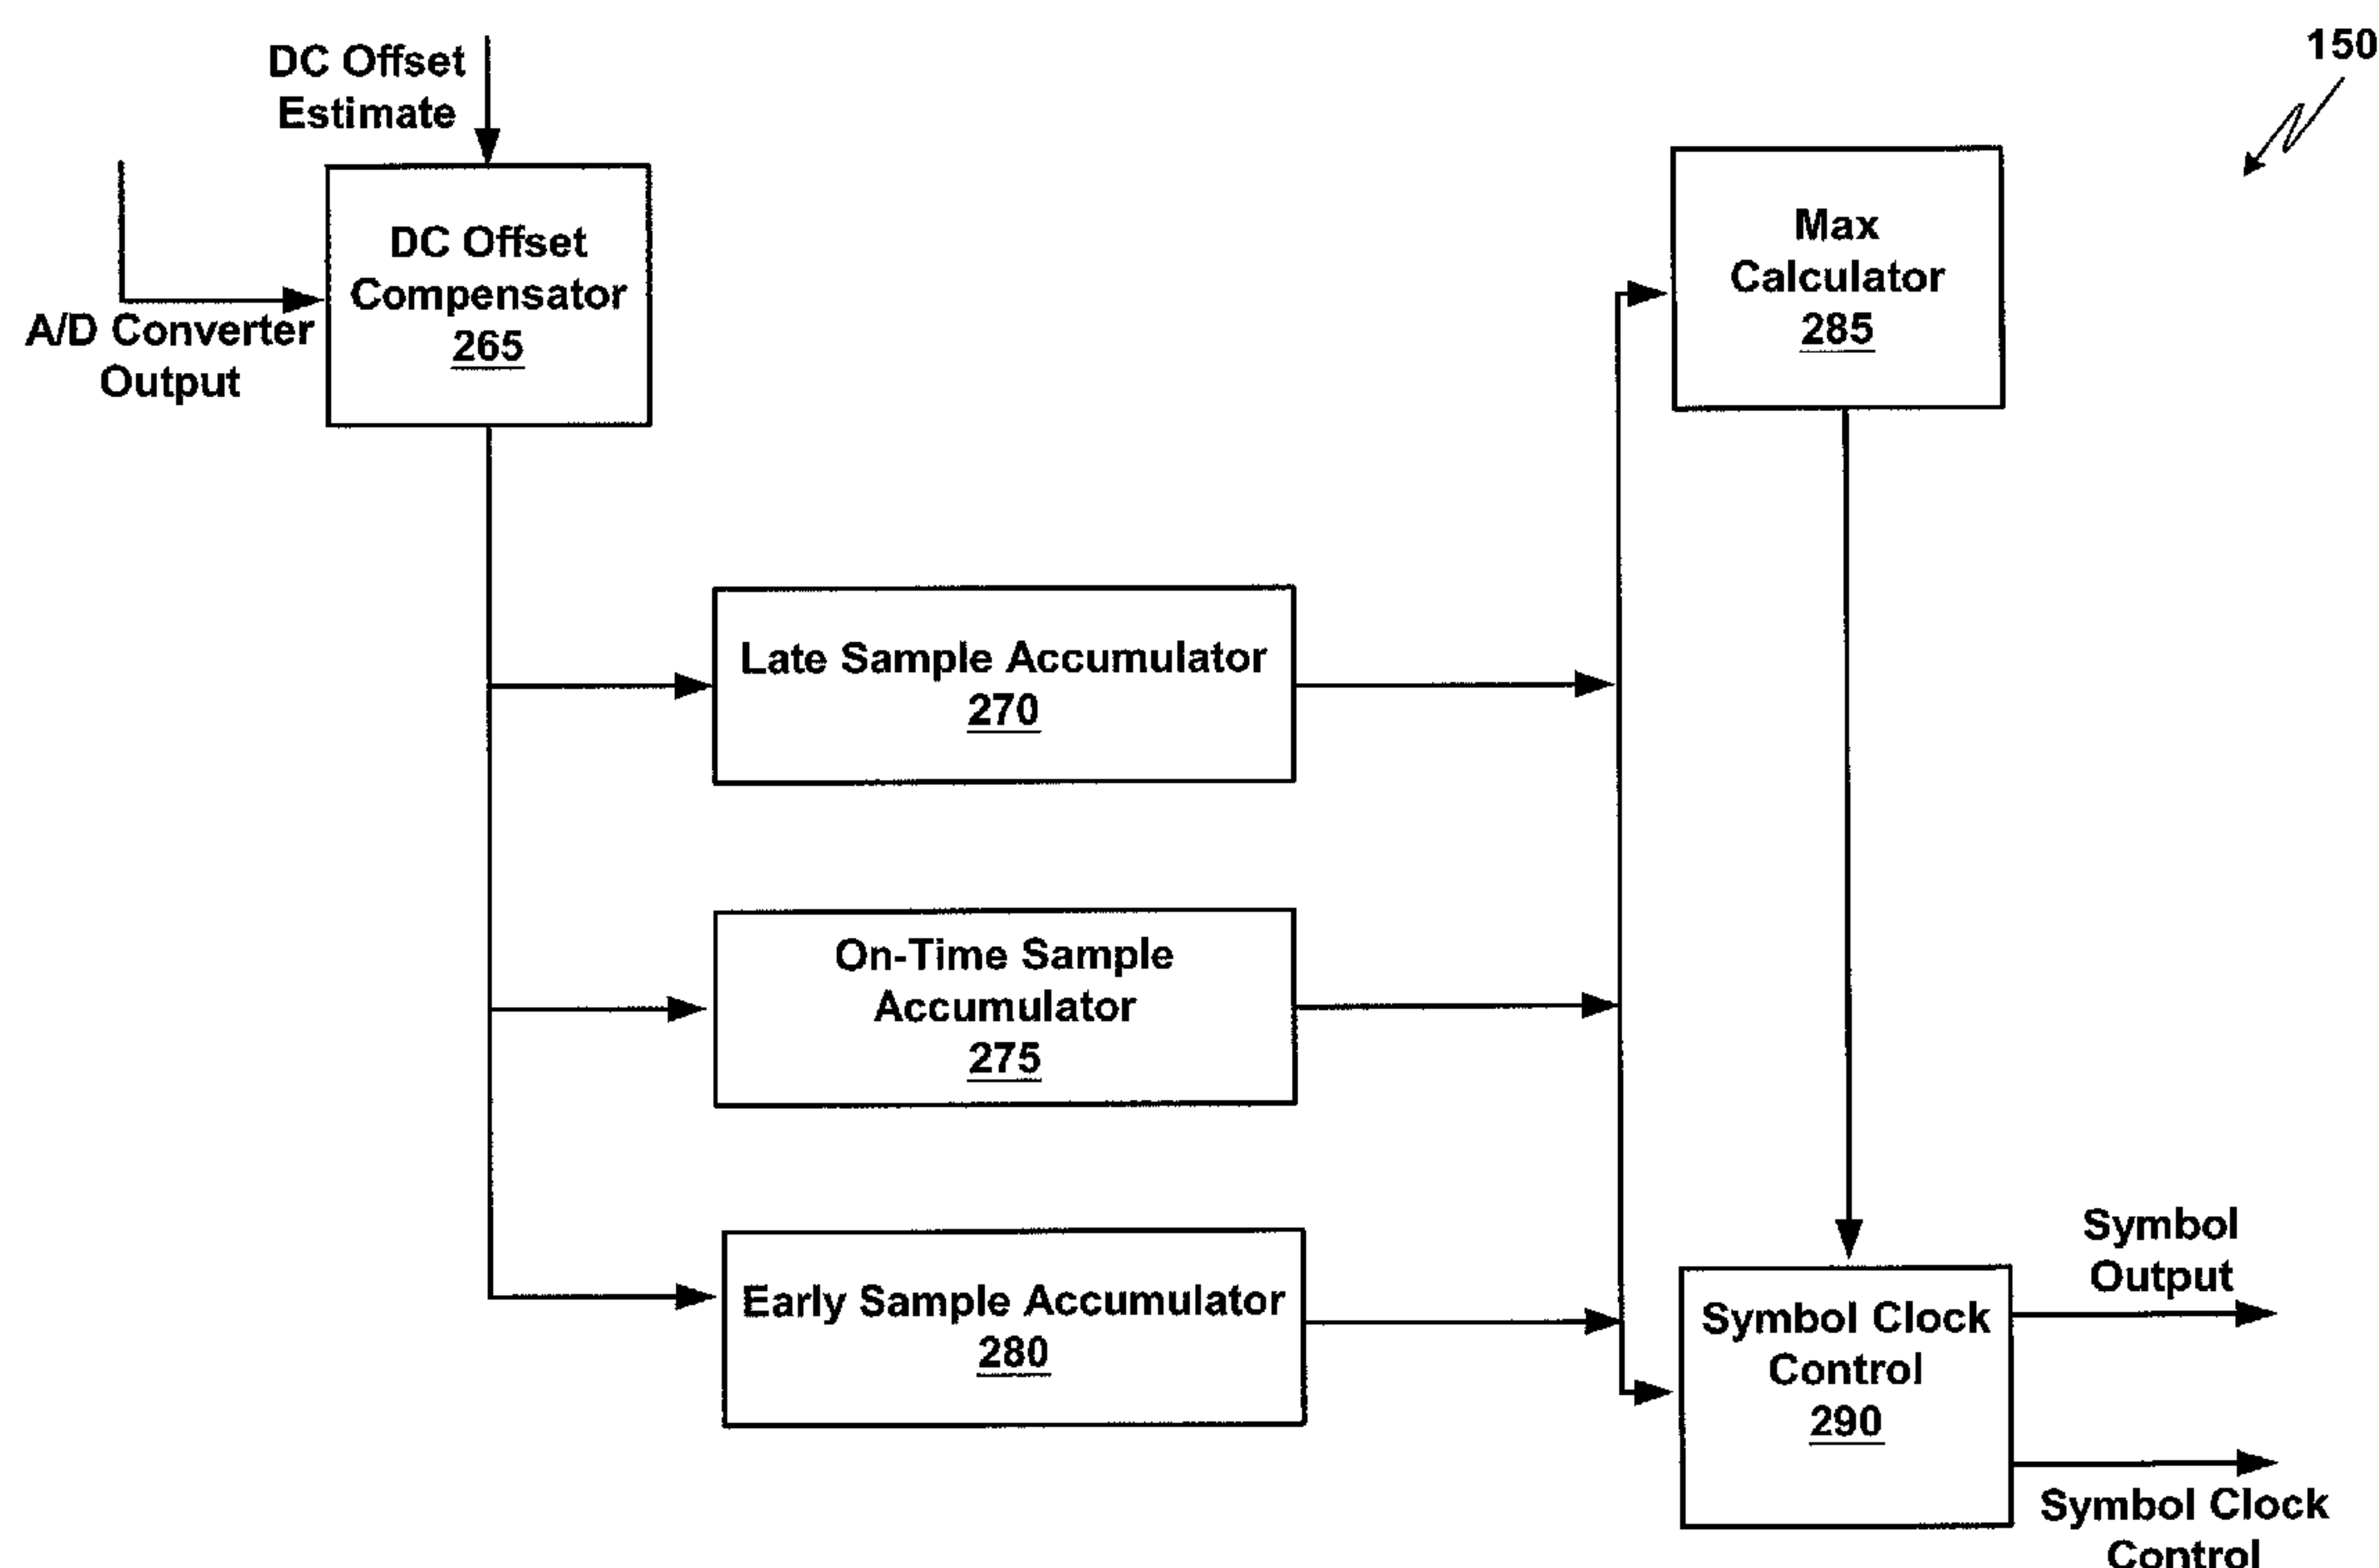 150
DC Offset
Estimate
DC Offset
Compensator
265
A/D Converter
Output
Max
Calculator
285
Late Sample Accumulator
270
On-Time Sample
Accumulator
275
Early Sample Accumulator
280
Symbol Clock
Control
290
Symbol
Output
Symbol Clock
Control